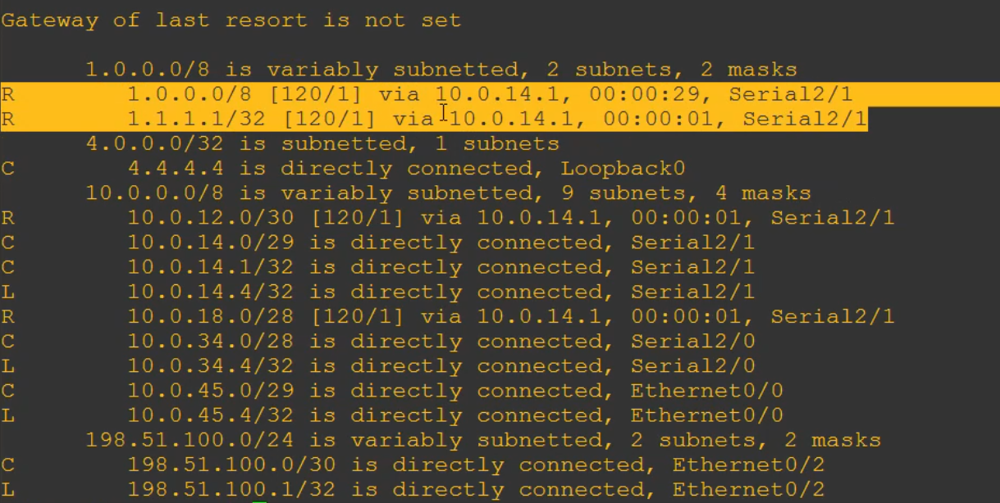 Gateway of last resort is not set
1.0.0.0/8 is variably subnetted, 2 subnets, 2 masks
R 1.0.0.0/8 [120/1] via 10.0.14.1, 00:00:29, Serial2/1
R 1.1.1.1/32 [120/1] via 10.0.14.1, 00:00:01, Serial2/1
4.0.0.0/32 is subnetted, 1 subnets
C 4.4.4.4 is directly connected, Loopback0
10.0.0.0/8 is variably subnetted, 9 subnets, 4 masks
R 10.0.12.0/30 [120/1] via 10.0.14.1, 00:00:01, Serial2/1
C 10.0.14.0/29 is directly connected, Serial2/1
C 10.0.14.1/32 is directly connected, Serial2/1
L 10.0.14.4/32 is directly connected, Serial2/1
R 10.0.18.0/28 [120/1] via 10.0.14.1, 00:00:01, Serial2/1
C 10.0.34.0/28 is directly connected, Serial2/0
L 10.0.34.4/32 is directly connected, Serial2/0
C 10.0.45.0/29 is directly connected, Ethernet0/0
L 10.0.45.4/32 is directly connected, Ethernet0/0
198.51.100.0/24 is variably subnetted, 2 subnets, 2 masks
C 198.51.100.0/30 is directly connected, Ethernet0/2
L 198.51.100.1/32 is directly connected, Ethernet0/2